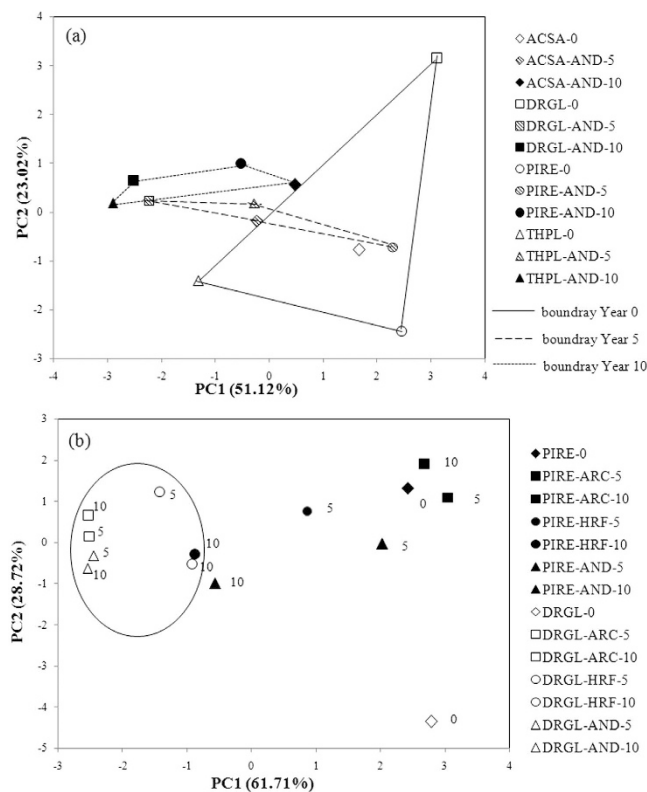 (a)
4
3
2
1
0
-1
-2
-3
-4 -3 -2 -1 0 1 2 3 4
PC2 (23.02%)
PC1 (51.12%)
ACSA-0
ACSA-AND-5
ACSA-AND-10
DRGL-0
DRGL-AND-5
DRGL-AND-10
PIRE-0
PIRE-AND-5
PIRE-AND-10
THPL-0
THPL-AND-5
THPL-AND-10
boundray Year 0
boundray Year 5
boundray Year 10
(b)
3
2
1
0
-1
-2
-3
-4
-5
-3 -2 -1 0 1 2 3 4
PC2 (28.72%)
PC1 (61.71%)
10
5
5
10
5
10
10
10
5
5
10
0
5
0
PIRE-0
PIRE-ARC-5
PIRE-ARC-10
PIRE-HRF-5
PIRE-HRF-10
PIRE-AND-5
PIRE-AND-10
DRGL-0
DRGL-ARC-5
DRGL-ARC-10
DRGL-HRF-5
DRGL-HRF-10
DRGL-AND-5
DRGL-AND-10